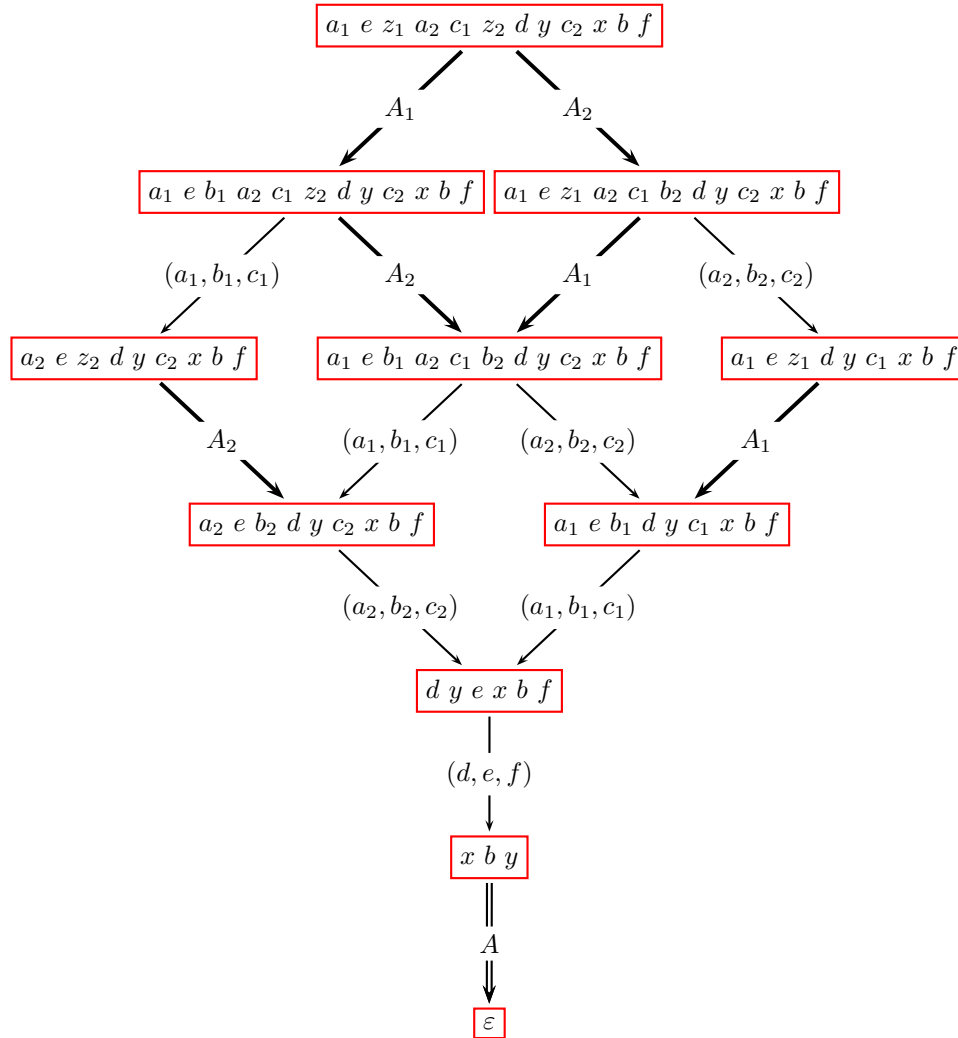 a₁ e z₁ a₂ c₁ z₂ d y c₂ x b f
A₁ A₂
a₁ e b₁ a₂ c₁ z₂ d y c₂ x b f a₁ e z₁ a₂ c₁ b₂ d y c₂ x b f
(a₁, b₁, c₁) A₂ A₁ (a₂, b₂, c₂)
a₂ e z₂ d y c₂ x b f a₁ e b₁ a₂ c₁ b₂ d y c₂ x b f a₁ e z₁ d y c₁ x b f
A₂ (a₁, b₁, c₁) (a₂, b₂, c₂) A₁
a₂ e b₂ d y c₂ x b f a₁ e b₁ d y c₁ x b f
(a₂, b₂, c₂) (a₁, b₁, c₁)
d y e x b f
(d, e, f)
x b y
A
ε